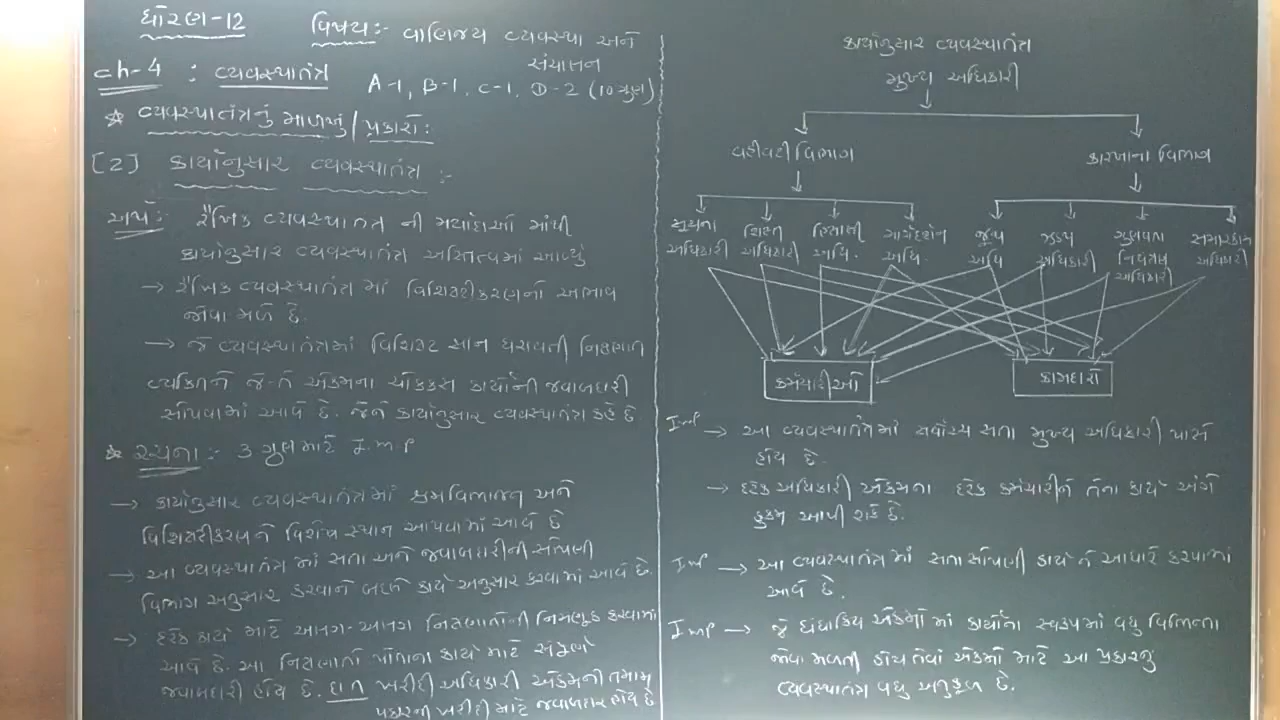 ધોરણ-12
વિષય:- વાણિજ્ય વ્યવસ્થા અને
સંચાલન
ch-4 : વ્યવસ્થાતંત્ર
A-1, B-1, C-1, D-2 (10 ગુણ)
* વ્યવસ્થાતંત્રનું માળખું / પ્રકારો:
[2] કાર્યાનુસાર વ્યવસ્થાતંત્ર :-
અર્થ: રૈખિક વ્યવસ્થાતંત્ર ની મર્યાદાઓ માંથી
કાર્યાનુસાર વ્યવસ્થાતંત્ર અસ્તિત્વમાં આવ્યું
→ રૈખિક વ્યવસ્થાતંત્ર માં વિશિષ્ટીકરણનો અભાવ
જોવા મળે છે.
→ જે વ્યવસ્થાતંત્રમાં વિશિષ્ટ જ્ઞાન ધરાવતી નિષ્ણાત
વ્યક્તિને જે-તે એકમના ચોક્કસ કાર્યોની જવાબદારી
સોંપવામાં આવે છે. જેને કાર્યાનુસાર વ્યવસ્થાતંત્ર કહે છે.
* રચના:- 3 ગુણ માટે I.M.P
→ કાર્યાનુસાર વ્યવસ્થાતંત્રમાં શ્રમવિભાજન અને
વિશિષ્ટીકરણને વિશેષ સ્થાન આપવામાં આવે છે
→ આ વ્યવસ્થાતંત્ર માં સત્તા અને જવાબદારીની સોંપણી
વિભાગ અનુસાર કરવાને બદલે કાર્ય અનુસાર કરવામાં આવે છે.
→ દરેક કાર્ય માટે અલગ-અલગ નિષ્ણાતોની નિમણૂક કરવામાં
આવે છે. આ નિષ્ણાતો પોતાના કાર્ય માટે સંપૂર્ણ
જવાબદારી હોય છે. દા.ત ખરીદી અધિકારી એકમની તમામ
પ્રકારની ખરીદી માટે જવાબદાર હોય છે
કાર્યાનુસાર વ્યવસ્થાતંત્ર
મુખ્ય અધિકારી
વહીવટી વિભાગ
કારખાના વિભાગ
સૂચના અધિકારી
શિસ્ત અધિકારી
હિસાબી અધિ.
માર્ગદર્શન અધિ.
જૂથ અધિ
ઝડપ અધિકારી
ગુણવત્તા નિયંત્રણ અધિકારી
સમારકામ અધિકારી
કર્મચારીઓ
કામદારો
Imp → આ વ્યવસ્થાતંત્રમાં સર્વોચ્ચ સત્તા મુખ્ય અધિકારી પાસે
હોય છે.
→ દરેક અધિકારી એકમના દરેક કર્મચારીને તેના કાર્ય અંગે
હુકમ આપી શકે છે.
Imp → આ વ્યવસ્થાતંત્ર માં સત્તા સોંપણી કાર્ય ને આધારે કરવામાં
આવે છે.
Imp → જે ધંધાકિય એકમો માં કાર્યોના સ્વરૂપમાં વધુ વિભિન્નતા
જોવા મળતી હોય તેવા એકમો માટે આ પ્રકારનું
વ્યવસ્થાતંત્ર વધુ અનુકૂળ છે.